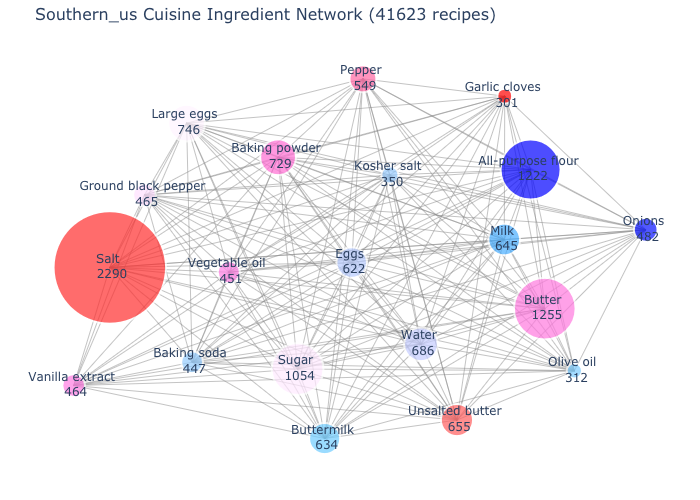 Southern_us Cuisine Ingredient Network (41623 recipes)
Pepper
549
Garlic cloves
301
Large eggs
746
Baking powder
729
Kosher salt
350
All-purpose flour
1222
Ground black pepper
465
Onions
482
Milk
645
Salt
2290
Vegetable oil
451
Eggs
622
Butter
1255
Water
686
Baking soda
447
Sugar
1054
Olive oil
312
Vanilla extract
464
Unsalted butter
655
Buttermilk
634